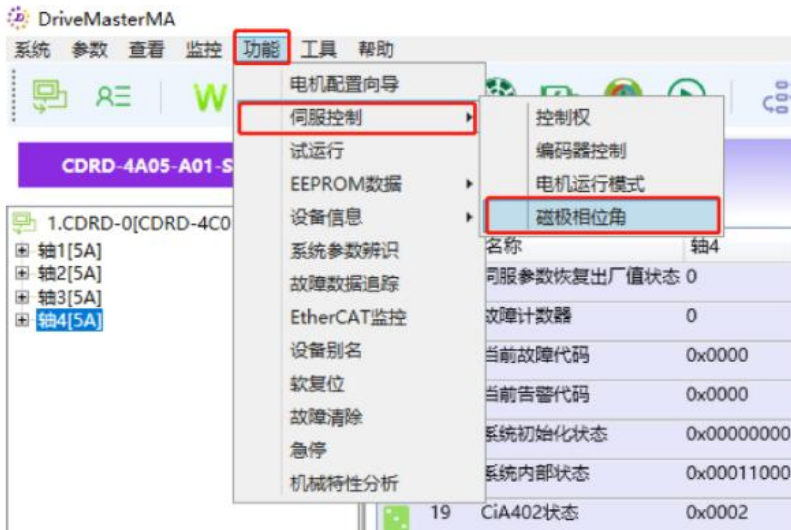 DriveMasterMA
系统 参数 查看 监控 功能 工具 帮助
CDRD-4A05-A01-S
1.CDRD-0[CDRD-4C0
轴1[5A]
轴2[5A]
轴3[5A]
轴4[5A]
电机配置向导
伺服控制
试运行
EEPROM数据
设备信息
系统参数辨识
故障数据追踪
EtherCAT监控
设备别名
软复位
故障清除
急停
机械特性分析
控制权
编码器控制
电机运行模式
磁极相位角
名称 轴4
伺服参数恢复出厂值状态 0
故障计数器 0
当前故障代码 0x0000
当前告警代码 0x0000
系统初始化状态 0x00000000
系统内部状态 0x00011000
19 CiA402状态 0x0002